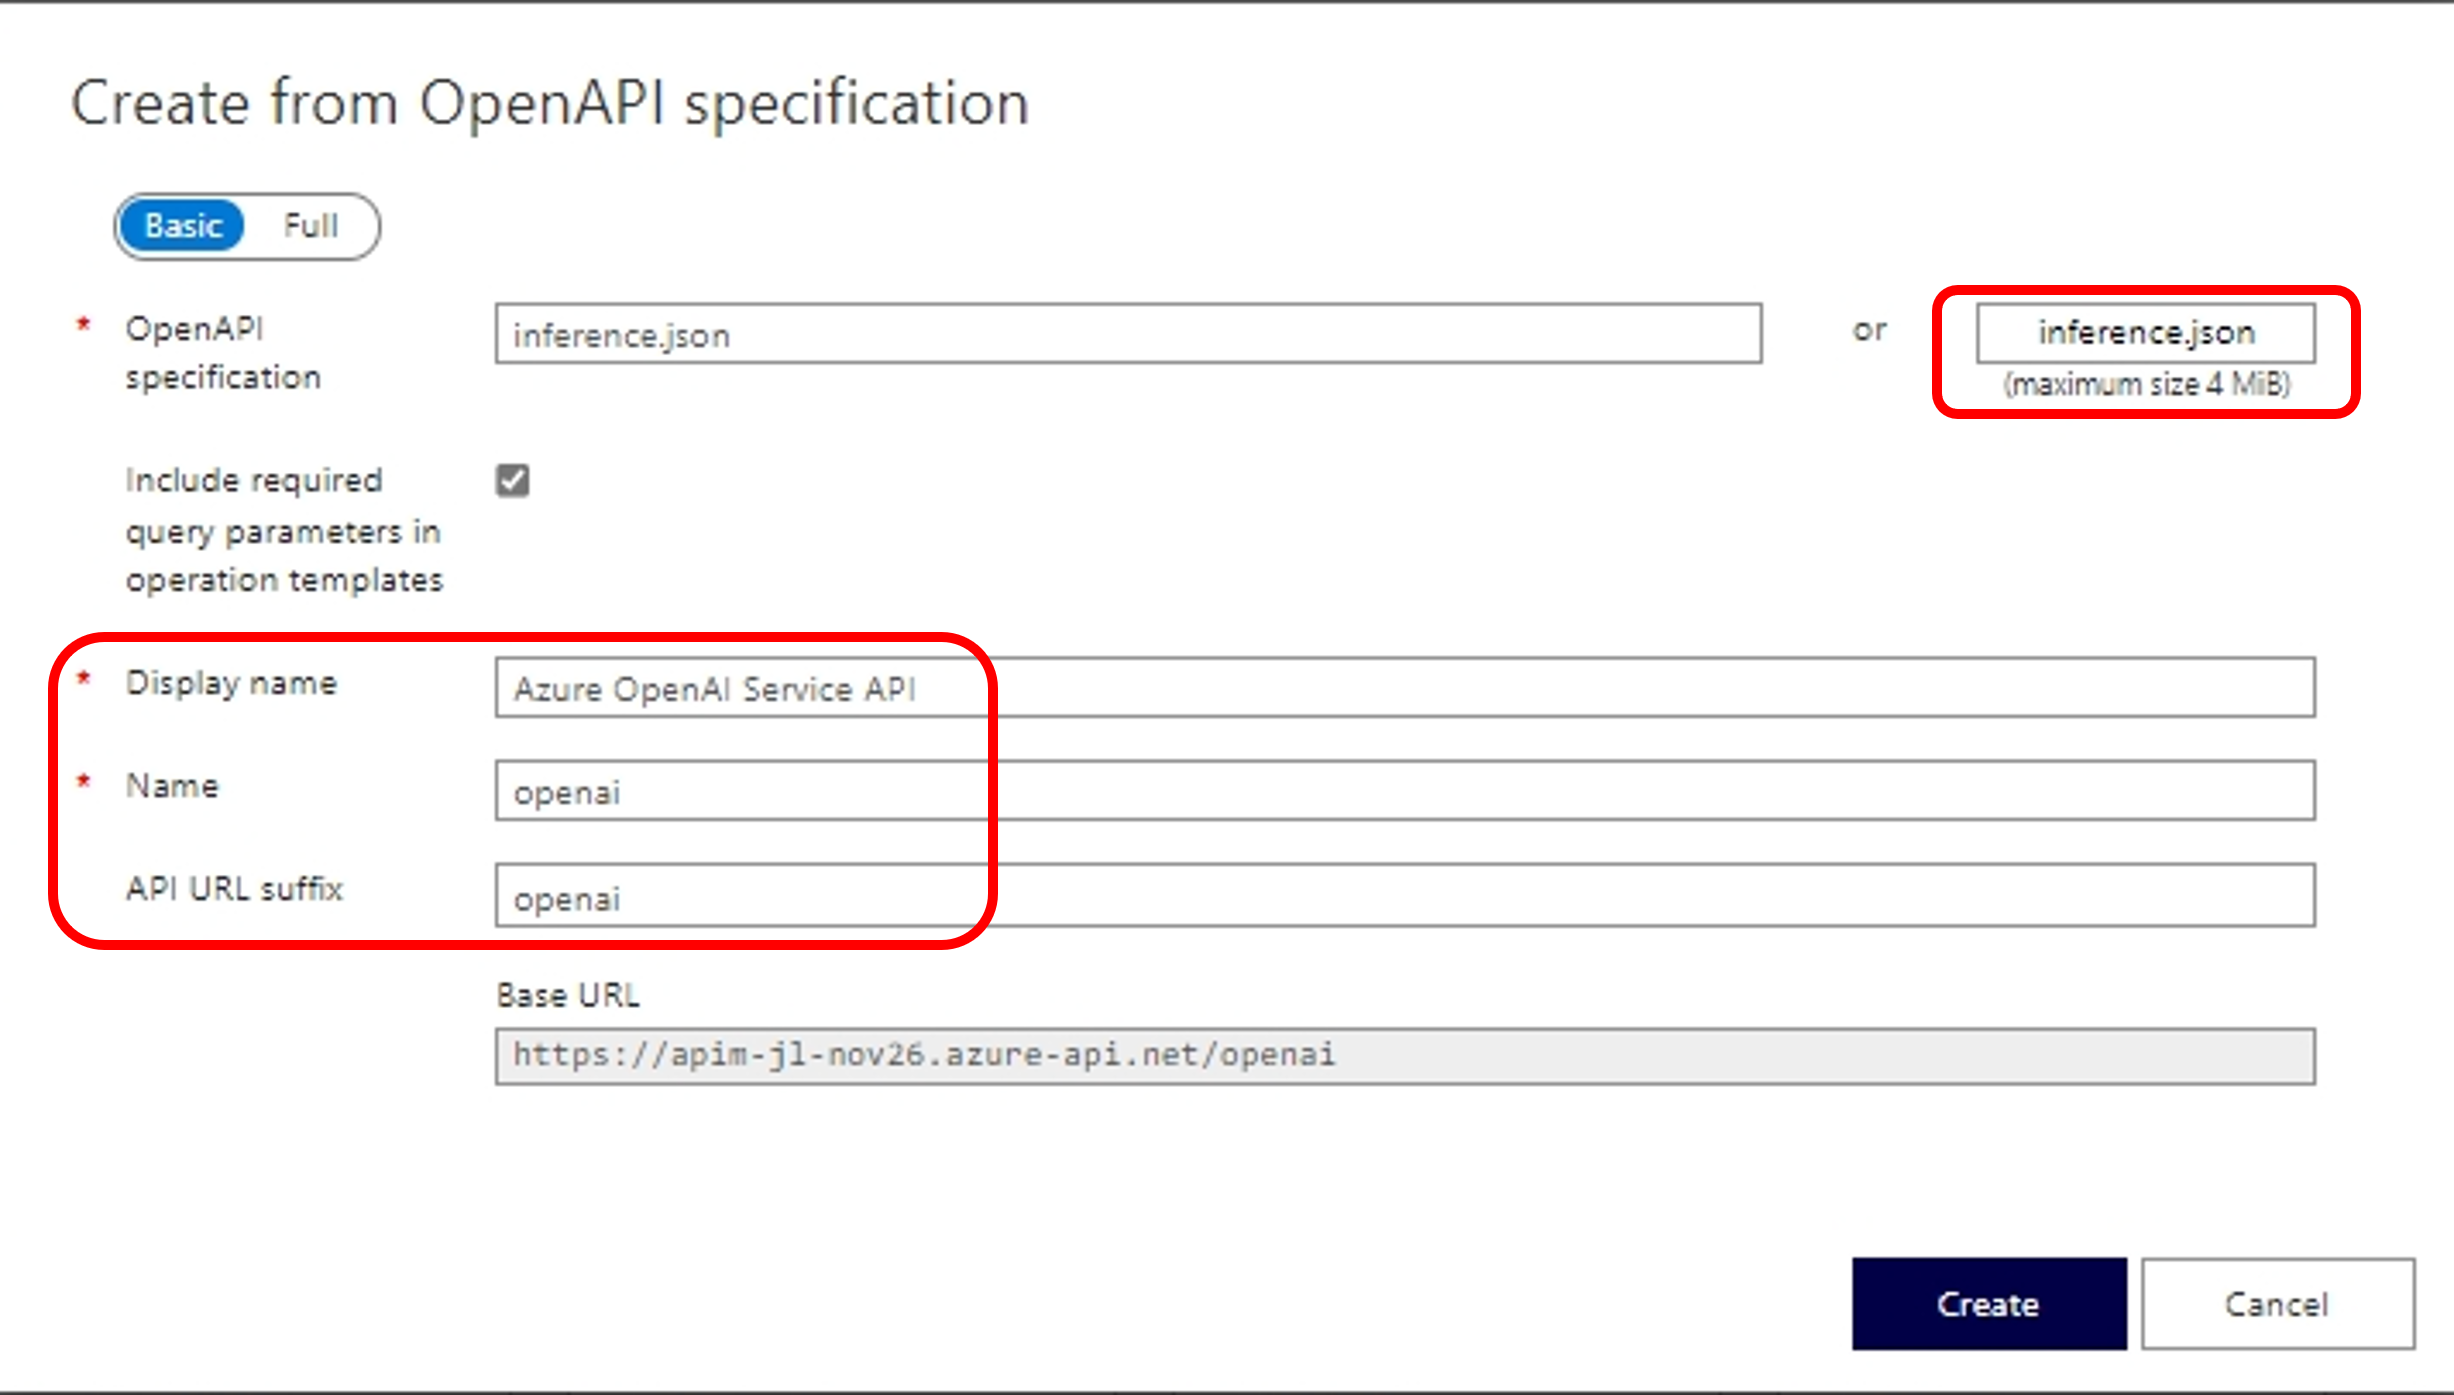 Create from OpenAPI specification
Basic Full
* OpenAPI specification
inference.json
or
inference.json
(maximum size 4 MiB)
Include required
query parameters in
operation templates
* Display name
Azure OpenAI Service API
* Name
openai
API URL suffix
openai
Base URL
https://apim-jl-nov26.azure-api.net/openai
Create
Cancel